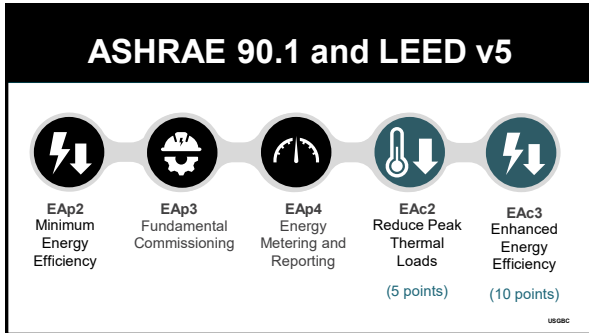 ASHRAE 90.1 and LEED v5
EAp2
Minimum
Energy
Efficiency
EAp3
Fundamental
Commissioning
EAp4
Energy
Metering and
Reporting
EAc2
Reduce Peak
Thermal
Loads
(5 points)
EAc3
Enhanced
Energy
Efficiency
(10 points)
USGBC